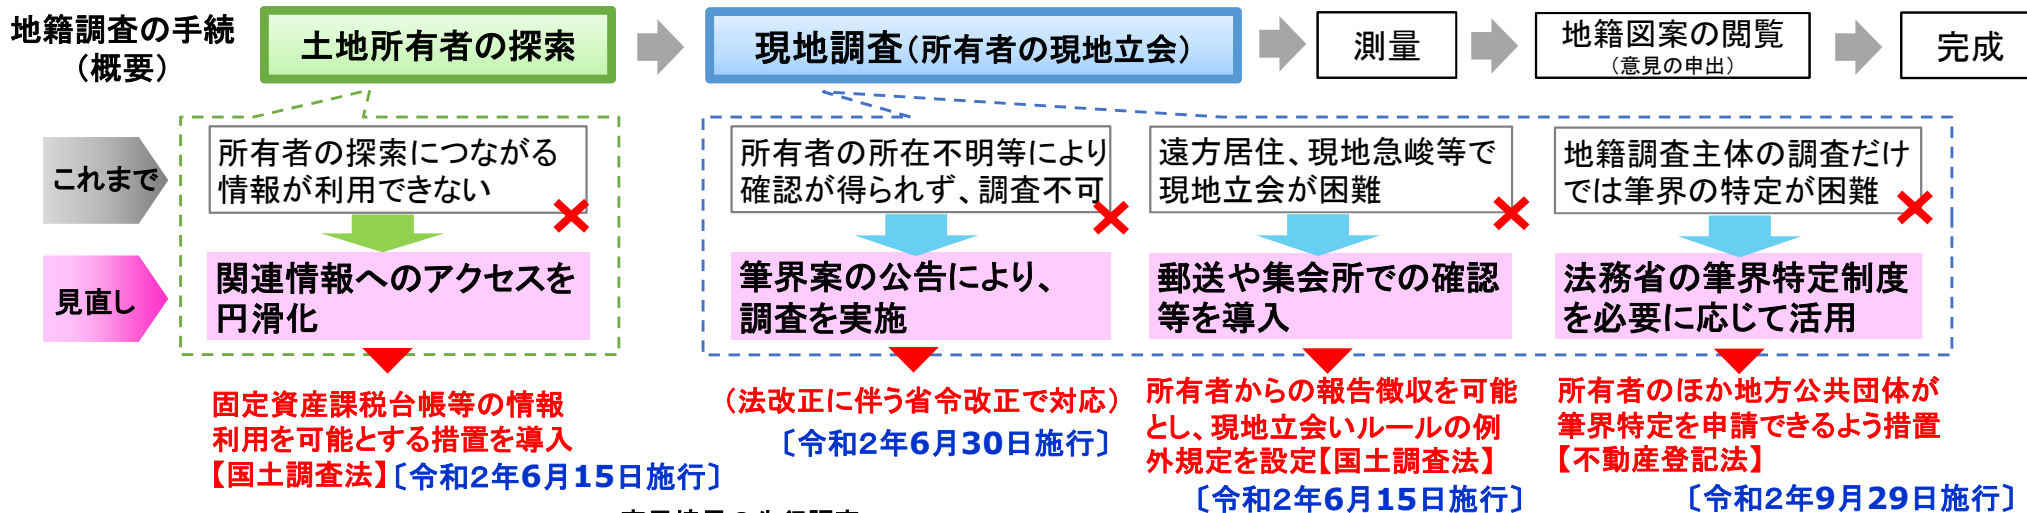 地籍調査の手続
（概要）
土地所有者の探索
現地調査（所有者の現地立会）
測量
地籍図案の閲覧
（意見の申出）
完成
これまで
所有者の探索につながる
情報が利用できない
所有者の所在不明等により
確認が得られず、調査不可
遠方居住、現地急峻等で
現地立会が困難
地籍調査主体の調査だけ
では筆界の特定が困難
見直し
関連情報へのアクセスを
円滑化
筆界案の公告により、
調査を実施
郵送や集会所での確認
等を導入
法務省の筆界特定制度
を必要に応じて活用
固定資産課税台帳等の情報
利用を可能とする措置を導入
【国土調査法】〔令和２年６月15日施行〕
（法改正に伴う省令改正で対応）
〔令和２年６月30日施行〕
所有者からの報告徴収を可能
とし、現地立会いルールの例
外規定を設定【国土調査法】
〔令和２年６月15日施行〕
所有者のほか地方公共団体が
筆界特定を申請できるよう措置
【不動産登記法】
〔令和２年９月29日施行〕